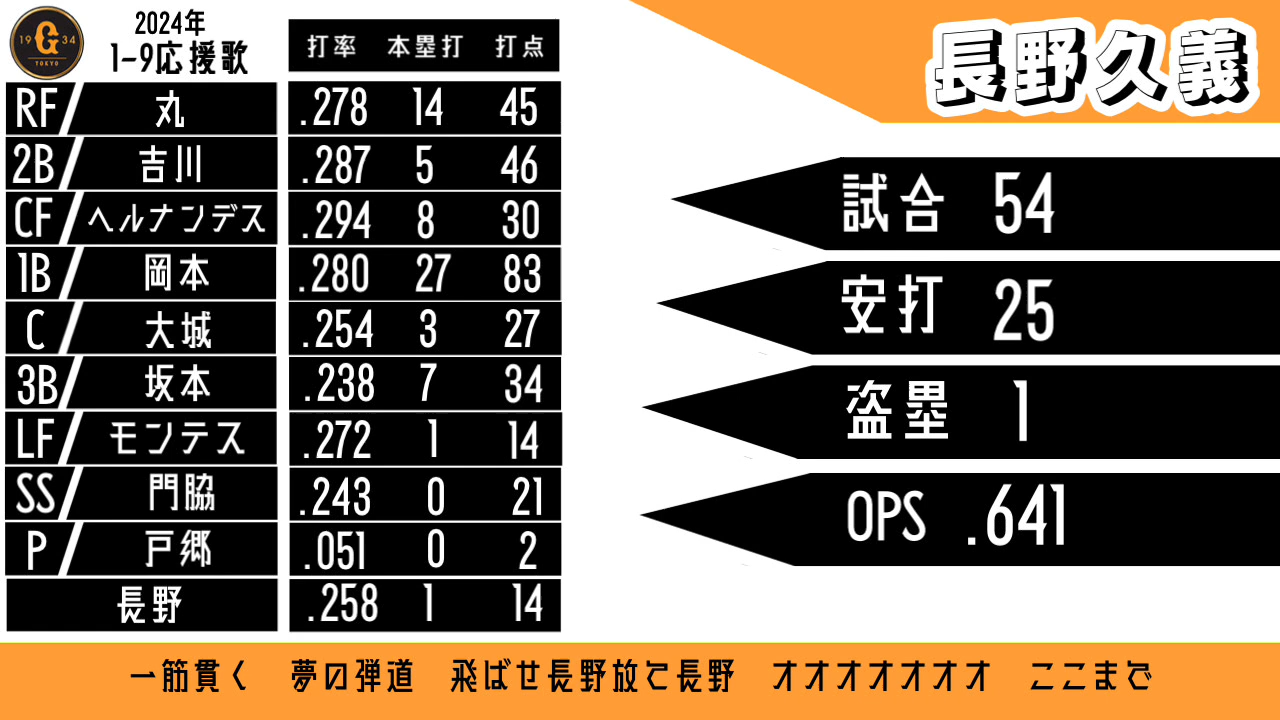 19 G 34
TOKYO
2024年
1-9応援歌
打率 本塁打 打点
RF/ 丸 .278 14 45
2B/ 吉川 .287 5 46
CF/ ヘルナンデス .294 8 30
1B/ 岡本 .280 27 83
C/ 大城 .254 3 27
3B/ 坂本 .238 7 34
LF/ モンテス .272 1 14
SS/ 門脇 .243 0 21
P/ 戸郷 .051 0 2
長野 .258 1 14
長野久義
試合 54
安打 25
盗塁 1
OPS .641
一筋貫く 夢の弾道 飛ばせ長野放て長野 オオオオオオオ ここまで